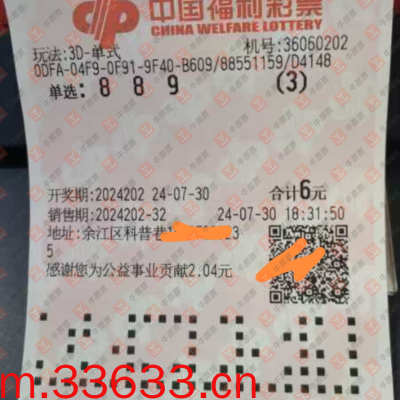 中国福利彩票
CHINA WELFARE LOTTERY
玩法:3D-单式 机号:36060202
0DFA-04F9-0F91-9F40-B609/88551159/D4148
单选: 8 8 9 (3)
开奖期:2024202 24-07-30 合计6元
销售期:2024202-32 24-07-30 18:31:50
地址:余江区科普巷 3
5
感谢您为公益事业贡献2.04元
m.33633.cn